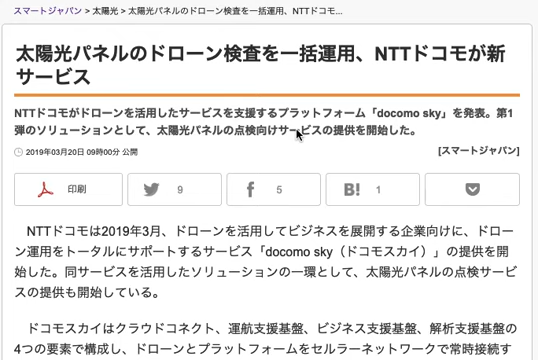 スマートジャパン > 太陽光 > 太陽光パネルのドローン検査を一括運用、NTTドコモ...
太陽光パネルのドローン検査を一括運用、NTTドコモが新
サービス
NTTドコモがドローンを活用したサービスを支援するプラットフォーム「docomo sky」を発表。第1
弾のソリューションとして、太陽光パネルの点検向けサービスの提供を開始した。
2019年03月20日 09時00分 公開
[スマートジャパン]
印刷 9 5 B! 1
NTTドコモは2019年3月、ドローンを活用してビジネスを展開する企業向けに、ドロー
ン運用をトータルにサポートするサービス「docomo sky（ドコモスカイ）」の提供を開
始した。同サービスを活用したソリューションの一環として、太陽光パネルの点検サービ
スの提供も開始している。
ドコモスカイはクラウドコネクト、運航支援基盤、ビジネス支援基盤、解析支援基盤の
4つの要素で構成し、ドローンとプラットフォームをセルラーネットワークで常時接続す